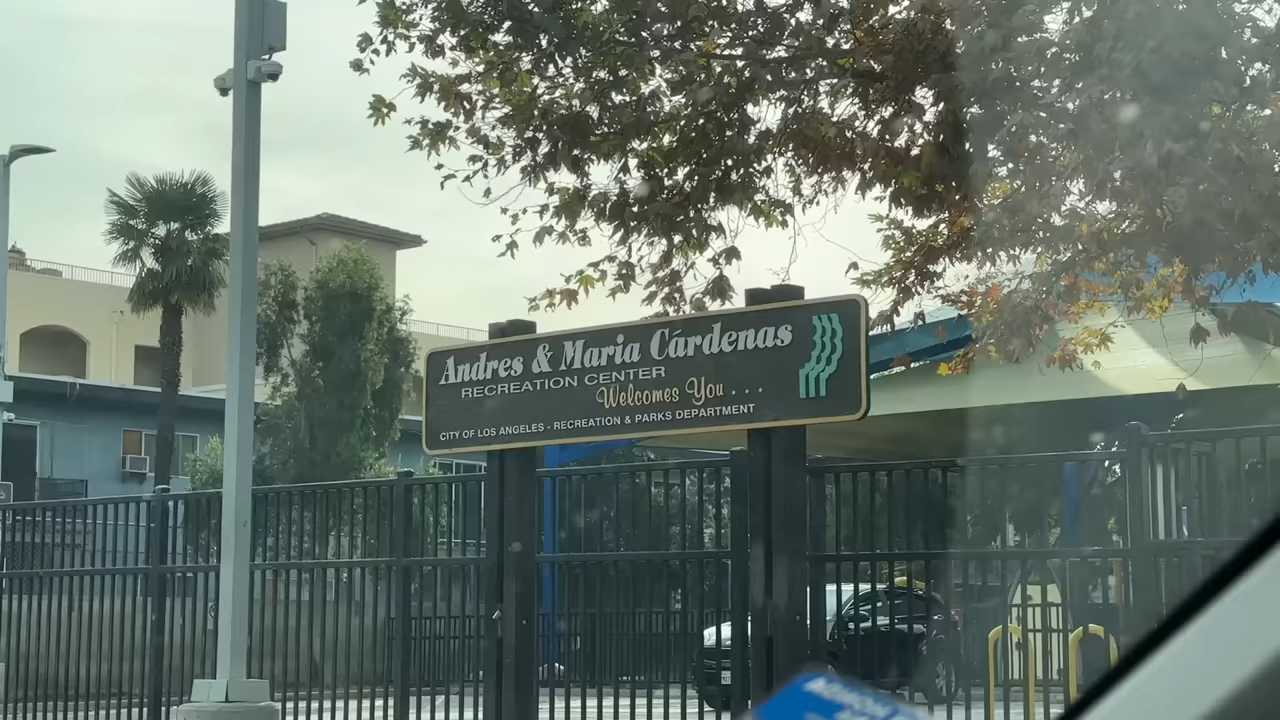 Andres & Maria Cárdenas
RECREATION CENTER
Welcomes You . . .
CITY OF LOS ANGELES - RECREATION & PARKS DEPARTMENT